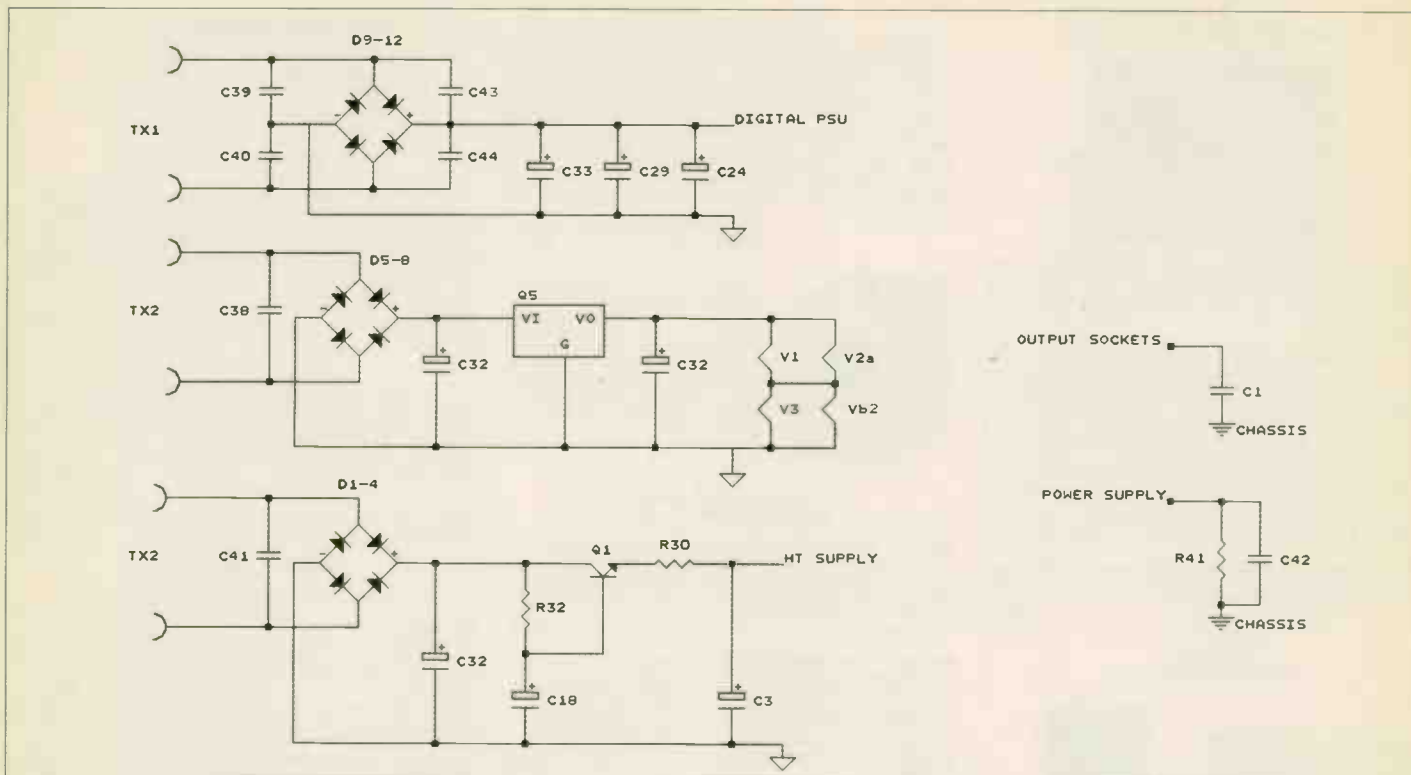 D9-12
C39
C43
TX1
DIGITAL PSU
C40
C44
C33
C29
C24
D5-8
Q5
TX2
C38
VI VO
G
C32
C32
V1
V2a
V3
Vb2
OUTPUT SOCKETS
C1
CHASSIS
D1-4
POWER SUPPLY
TX2
C41
Q1
R30
HT SUPPLY
R41
C42
R32
CHASSIS
C32
C18
C3